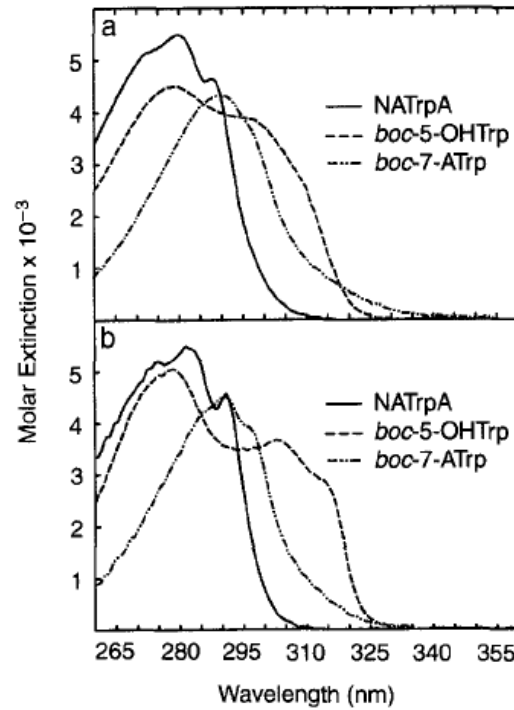 a
5
4
3
2
1
NATrpA
boc-5-OHTrp
boc-7-ATrp
Molar Extinction x 10⁻³
b
5
4
3
2
1
NATrpA
boc-5-OHTrp
boc-7-ATrp
265 280 295 310 325 340 355
Wavelength (nm)